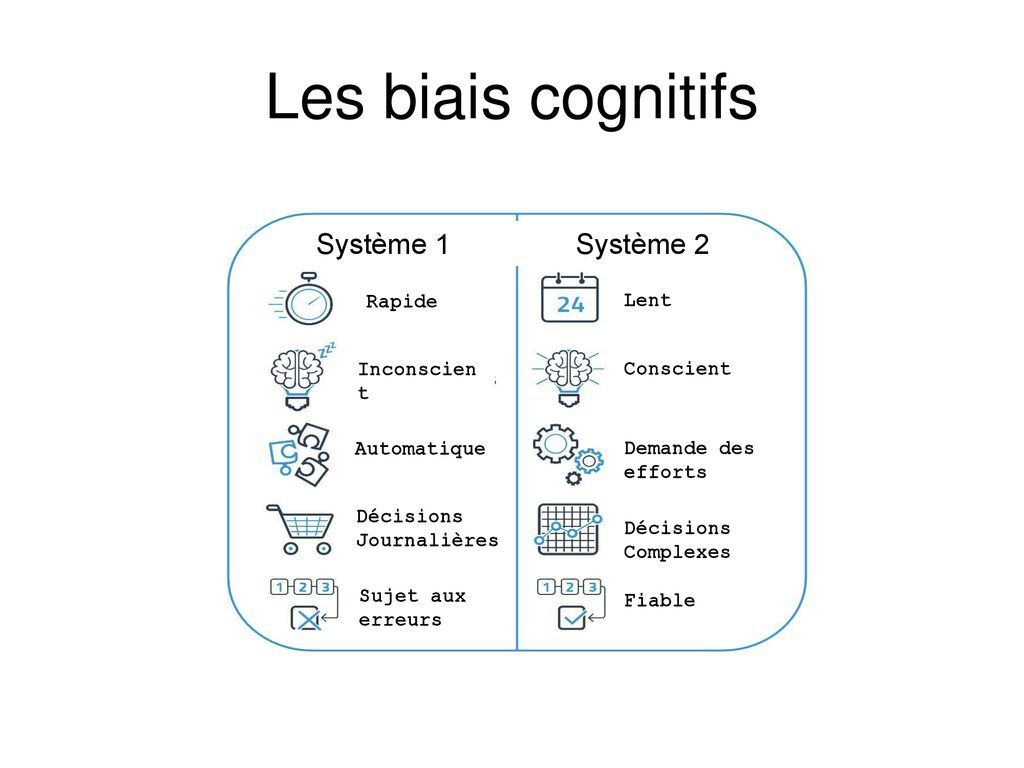 Les biais cognitifs
Système 1
Rapide
Inconscien
t
Automatique
Décisions
Journalières
1 2 3
Sujet aux
erreurs
Système 2
24
Lent
Conscient
Demande des
efforts
Décisions
Complexes
1 2 3
Fiable
zzz